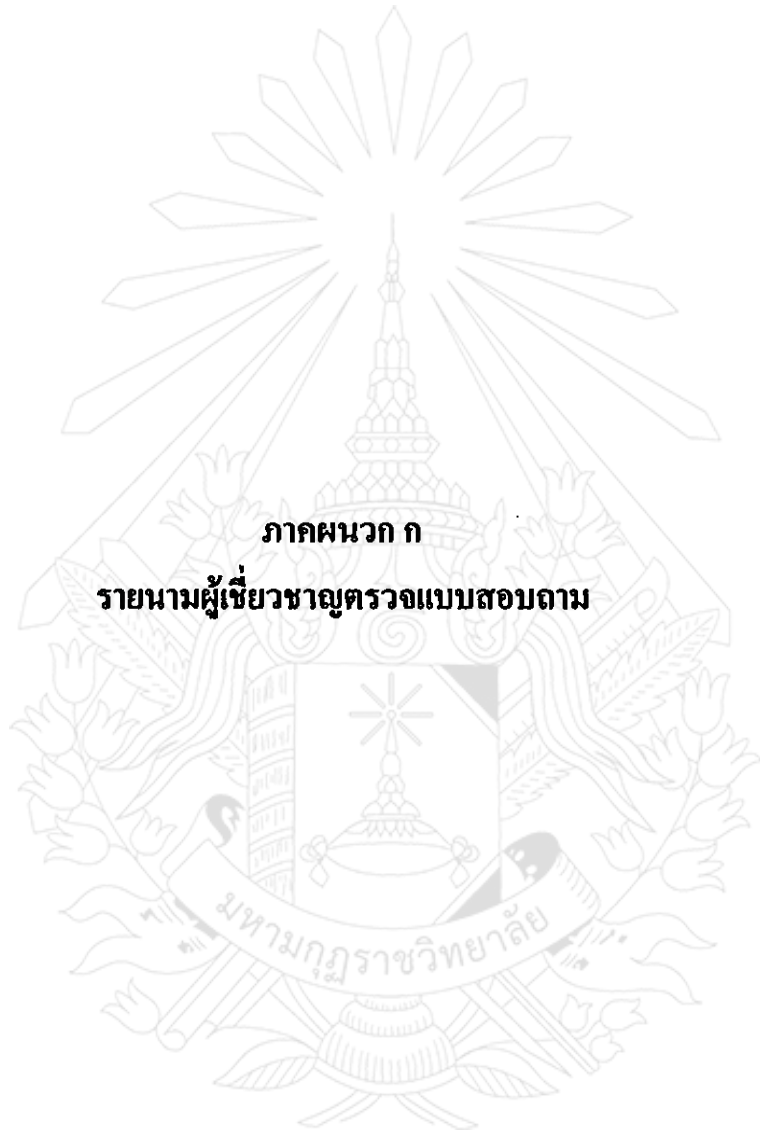 ภาคผนวก ก
รายนามผู้เชี่ยวชาญตรวจแบบสอบถาม
มหามกุฏราชวิทยาลัย